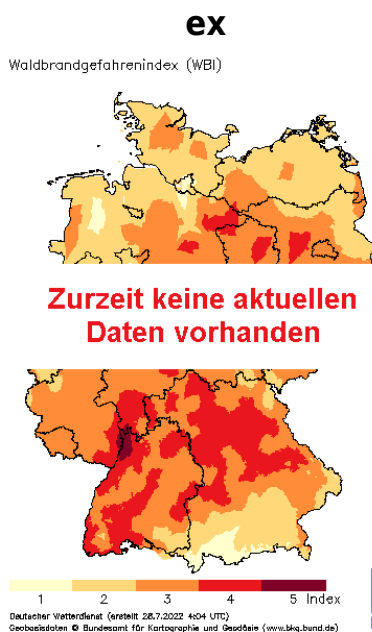 ex
Waldbrandgefahrenindex (WBI)
Zurzeit keine aktuellen
Daten vorhanden
1 2 3 4 5 Index
Deutscher Wetterdienst (erstellt 28.7.2022 4:04 UTC)
Geobasisdaten © Bundesamt für Kartographie und Geodäsie (www.bkg.bund.de)